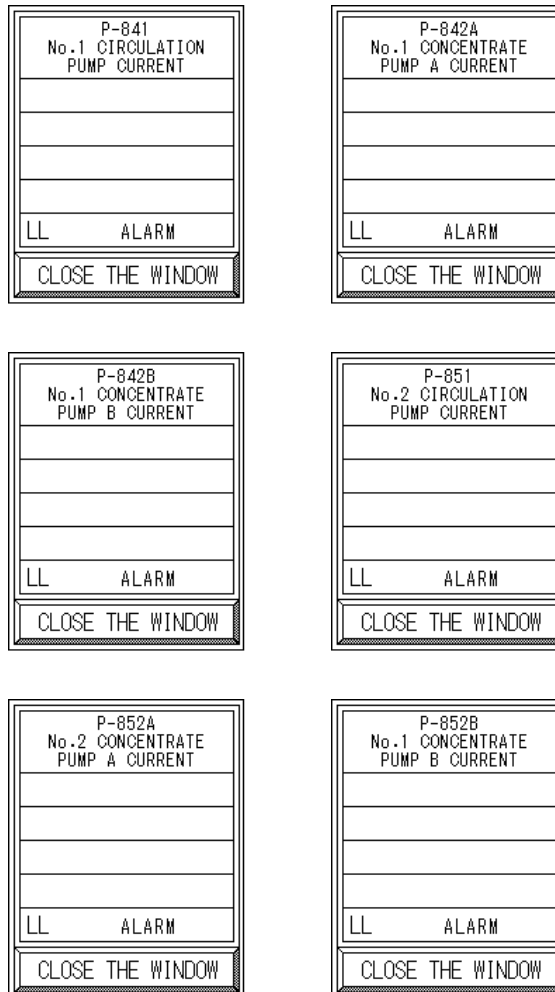 P-841
No.1 CIRCULATION
PUMP CURRENT
LL ALARM
CLOSE THE WINDOW
P-842A
No.1 CONCENTRATE
PUMP A CURRENT
LL ALARM
CLOSE THE WINDOW
P-842B
No.1 CONCENTRATE
PUMP B CURRENT
LL ALARM
CLOSE THE WINDOW
P-851
No.2 CIRCULATION
PUMP CURRENT
LL ALARM
CLOSE THE WINDOW
P-852A
No.2 CONCENTRATE
PUMP A CURRENT
LL ALARM
CLOSE THE WINDOW
P-852B
No.1 CONCENTRATE
PUMP B CURRENT
LL ALARM
CLOSE THE WINDOW